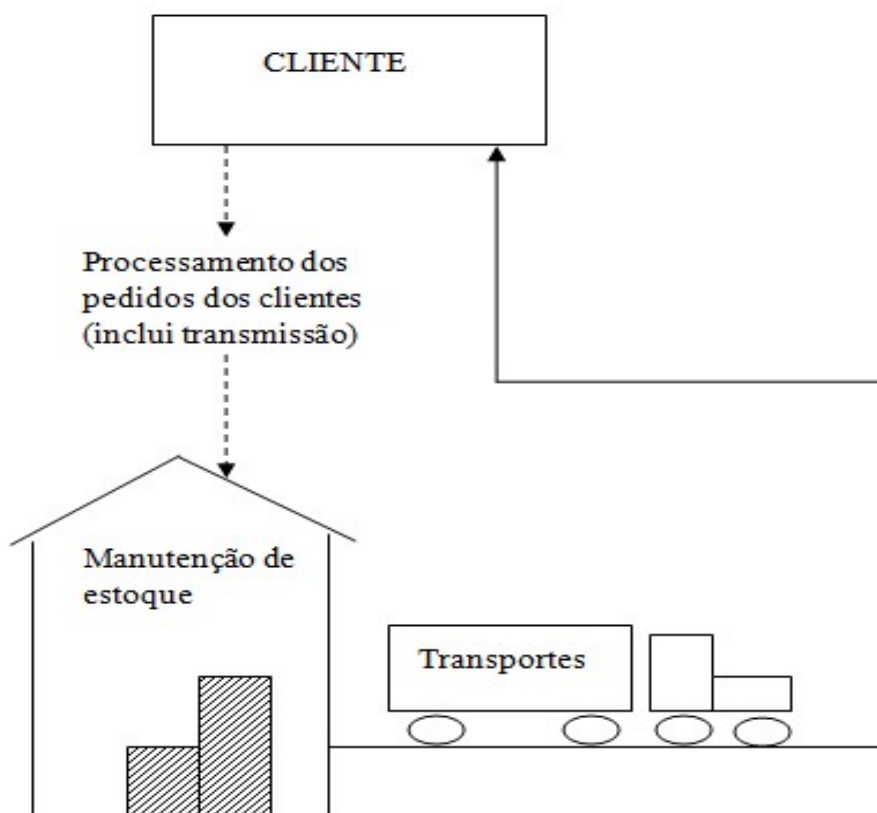 CLIENTE
Processamento dos
pedidos dos clientes
(inclui transmissão)
Manutenção de
estoque
Transportes